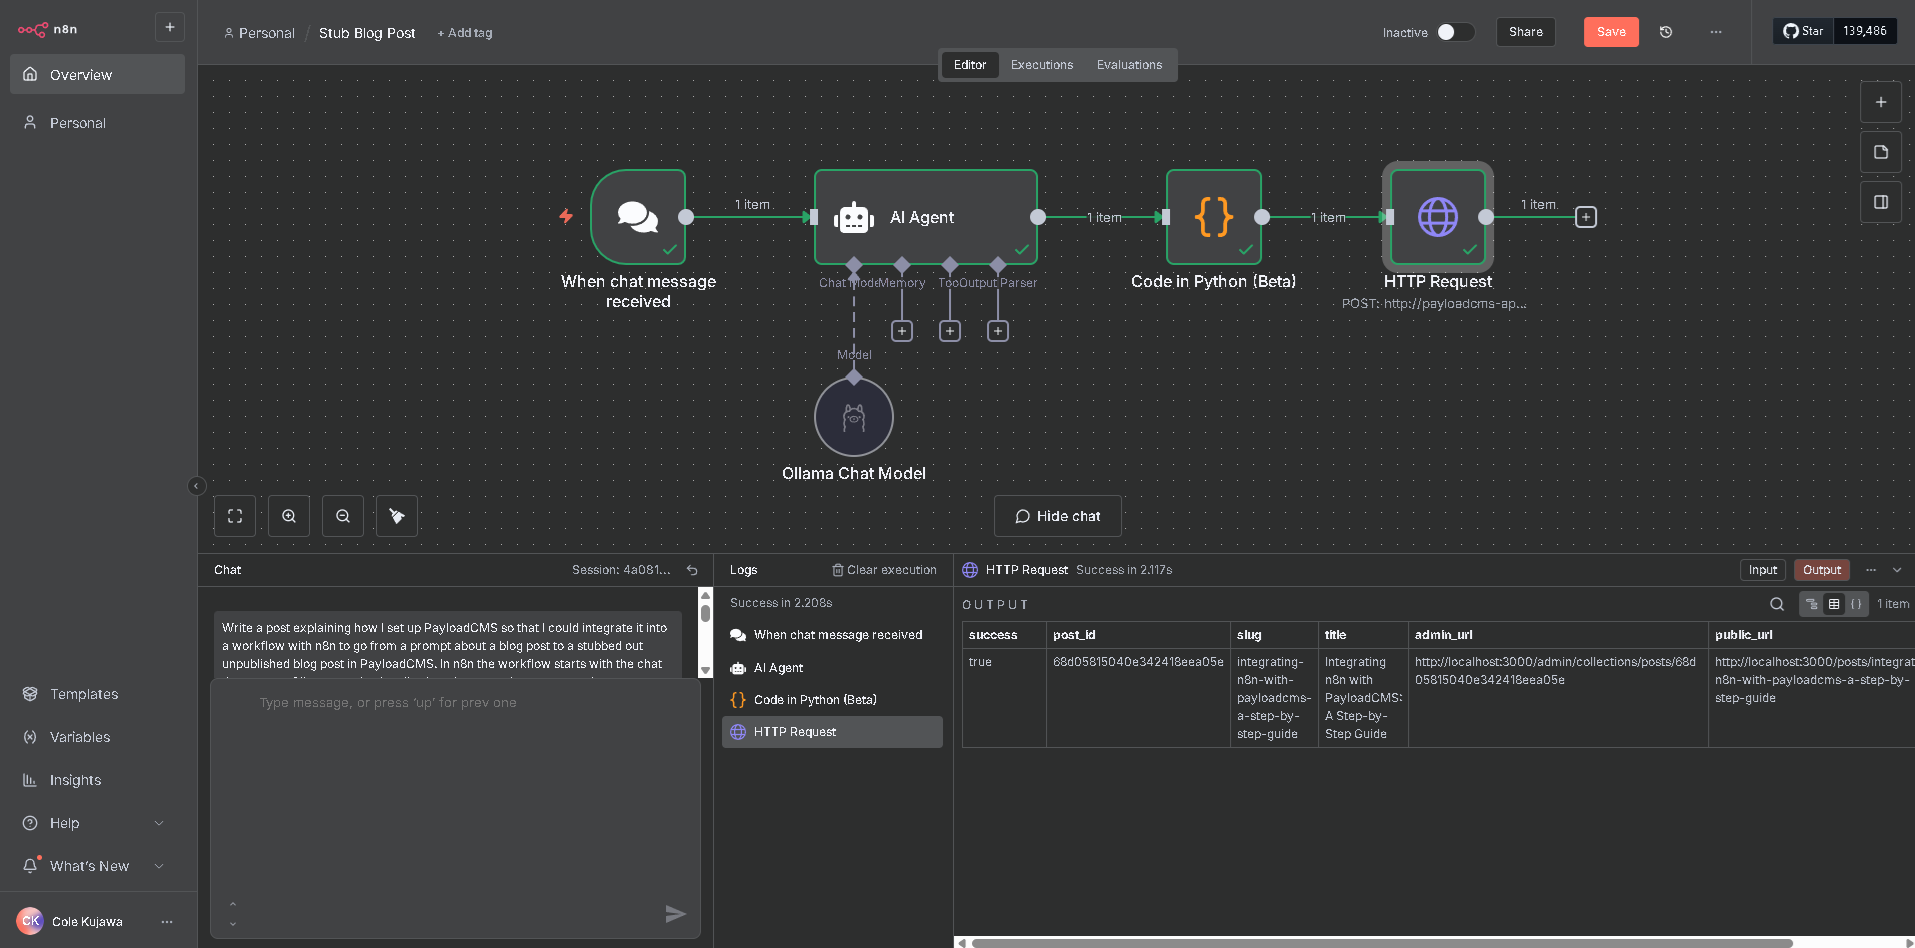 n8n
+
Overview
Personal
Templates
Variables
Insights
Help
What's New
CK
Cole Kujawa
Personal / Stub Blog Post + Add tag
Inactive
Share
Save
Star 139,486
Editor Executions Evaluations
1 item
AI Agent
1 item
1 item
1 item
When chat message
received
Chat Model
Memory
Tool
Output Parser
Model
Ollama Chat Model
Code in Python (Beta)
HTTP Request
POST: http://payloadcms-ap...
Hide chat
Chat
Session: 4a081...
Write a post explaining how I set up PayloadCMS so that I could integrate it into
a workflow with n8n to go from a prompt about a blog post to a stubbed out
unpublished blog post in PayloadCMS. In n8n the workflow starts with the chat
Type message, or press 'up' for prev one
Logs
Clear execution
Success in 2.208s
When chat message received
AI Agent
Code in Python (Beta)
HTTP Request
HTTP Request Success in 2.117s
Input
Output
OUTPUT
1 item
success post_id slug title admin_url public_url
true
68d05815040e342418eea05e
integrating-
n8n-with-
payloadcms-
a-step-by-
step-guide
Integrating
n8n with
PayloadCMS:
A Step-by-
Step Guide
http://localhost:3000/admin/collections/posts/68d
05815040e342418eea05e
http://localhost:3000/posts/integrat
n8n-with-payloadcms-a-step-by-
step-guide